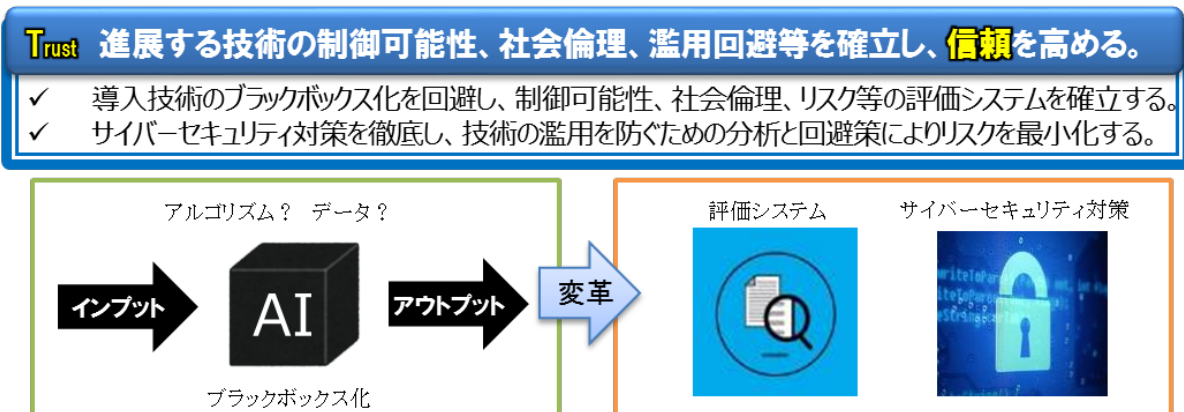 Trust 進展する技術の制御可能性、社会倫理、濫用回避等を確立し、信頼を高める。
✓ 導入技術のブラックボックス化を回避し、制御可能性、社会倫理、リスク等の評価システムを確立する。
✓ サイバーセキュリティ対策を徹底し、技術の濫用を防ぐための分析と回避策によりリスクを最小化する。
アルゴリズム？ データ？
インプット
AI
アウトプット
ブラックボックス化
変革
評価システム
サイバーセキュリティ対策